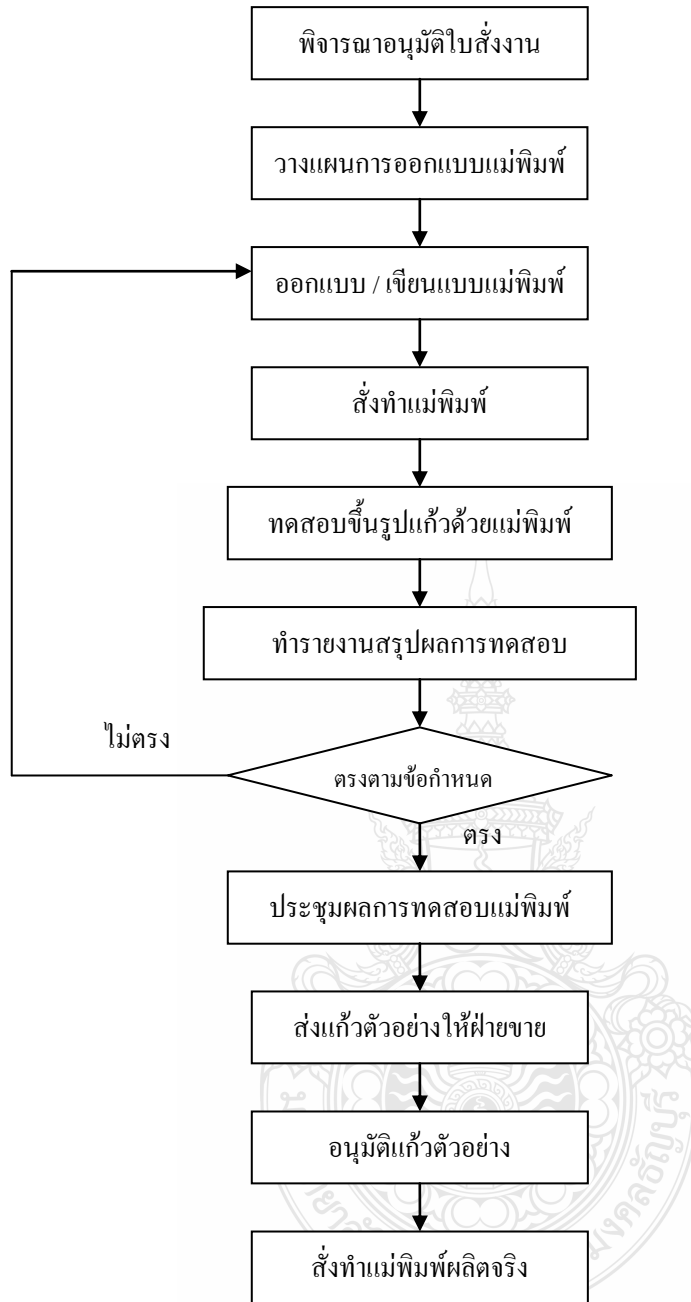 พิจารณาอนุมัติใบสั่งงาน
วางแผนการออกแบบแม่พิมพ์
ออกแบบ / เขียนแบบแม่พิมพ์
สั่งทำแม่พิมพ์
ทดสอบขึ้นรูปแก้วด้วยแม่พิมพ์
ทำรายงานสรุปผลการทดสอบ
ไม่ตรง
ตรงตามข้อกำหนด
ตรง
ประชุมผลการทดสอบแม่พิมพ์
ส่งแก้วตัวอย่างให้ฝ่ายขาย
อนุมัติแก้วตัวอย่าง
สั่งทำแม่พิมพ์ผลิตจริง